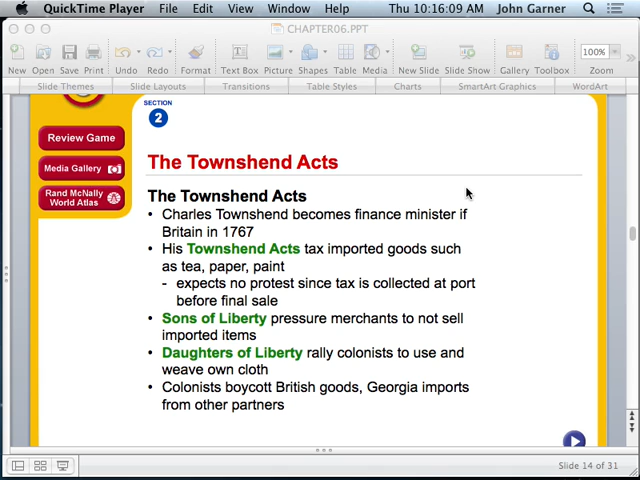 QuickTime Player File Edit View Window Help Thu 10:16:09 AM John Garner
CHAPTER06.PPT
100%
New Open Save Print Undo Redo Format Text Box Picture Shapes Table Media New Slide Slide Show Gallery Toolbox Zoom
Slide Themes Slide Layouts Transitions Table Styles Charts SmartArt Graphics WordArt
SECTION
2
Review Game
Media Gallery
Rand McNally
World Atlas
The Townshend Acts
The Townshend Acts
• Charles Townshend becomes finance minister if
Britain in 1767
• His Townshend Acts tax imported goods such
as tea, paper, paint
- expects no protest since tax is collected at port
before final sale
• Sons of Liberty pressure merchants to not sell
imported items
• Daughters of Liberty rally colonists to use and
weave own cloth
• Colonists boycott British goods, Georgia imports
from other partners
Slide 14 of 31